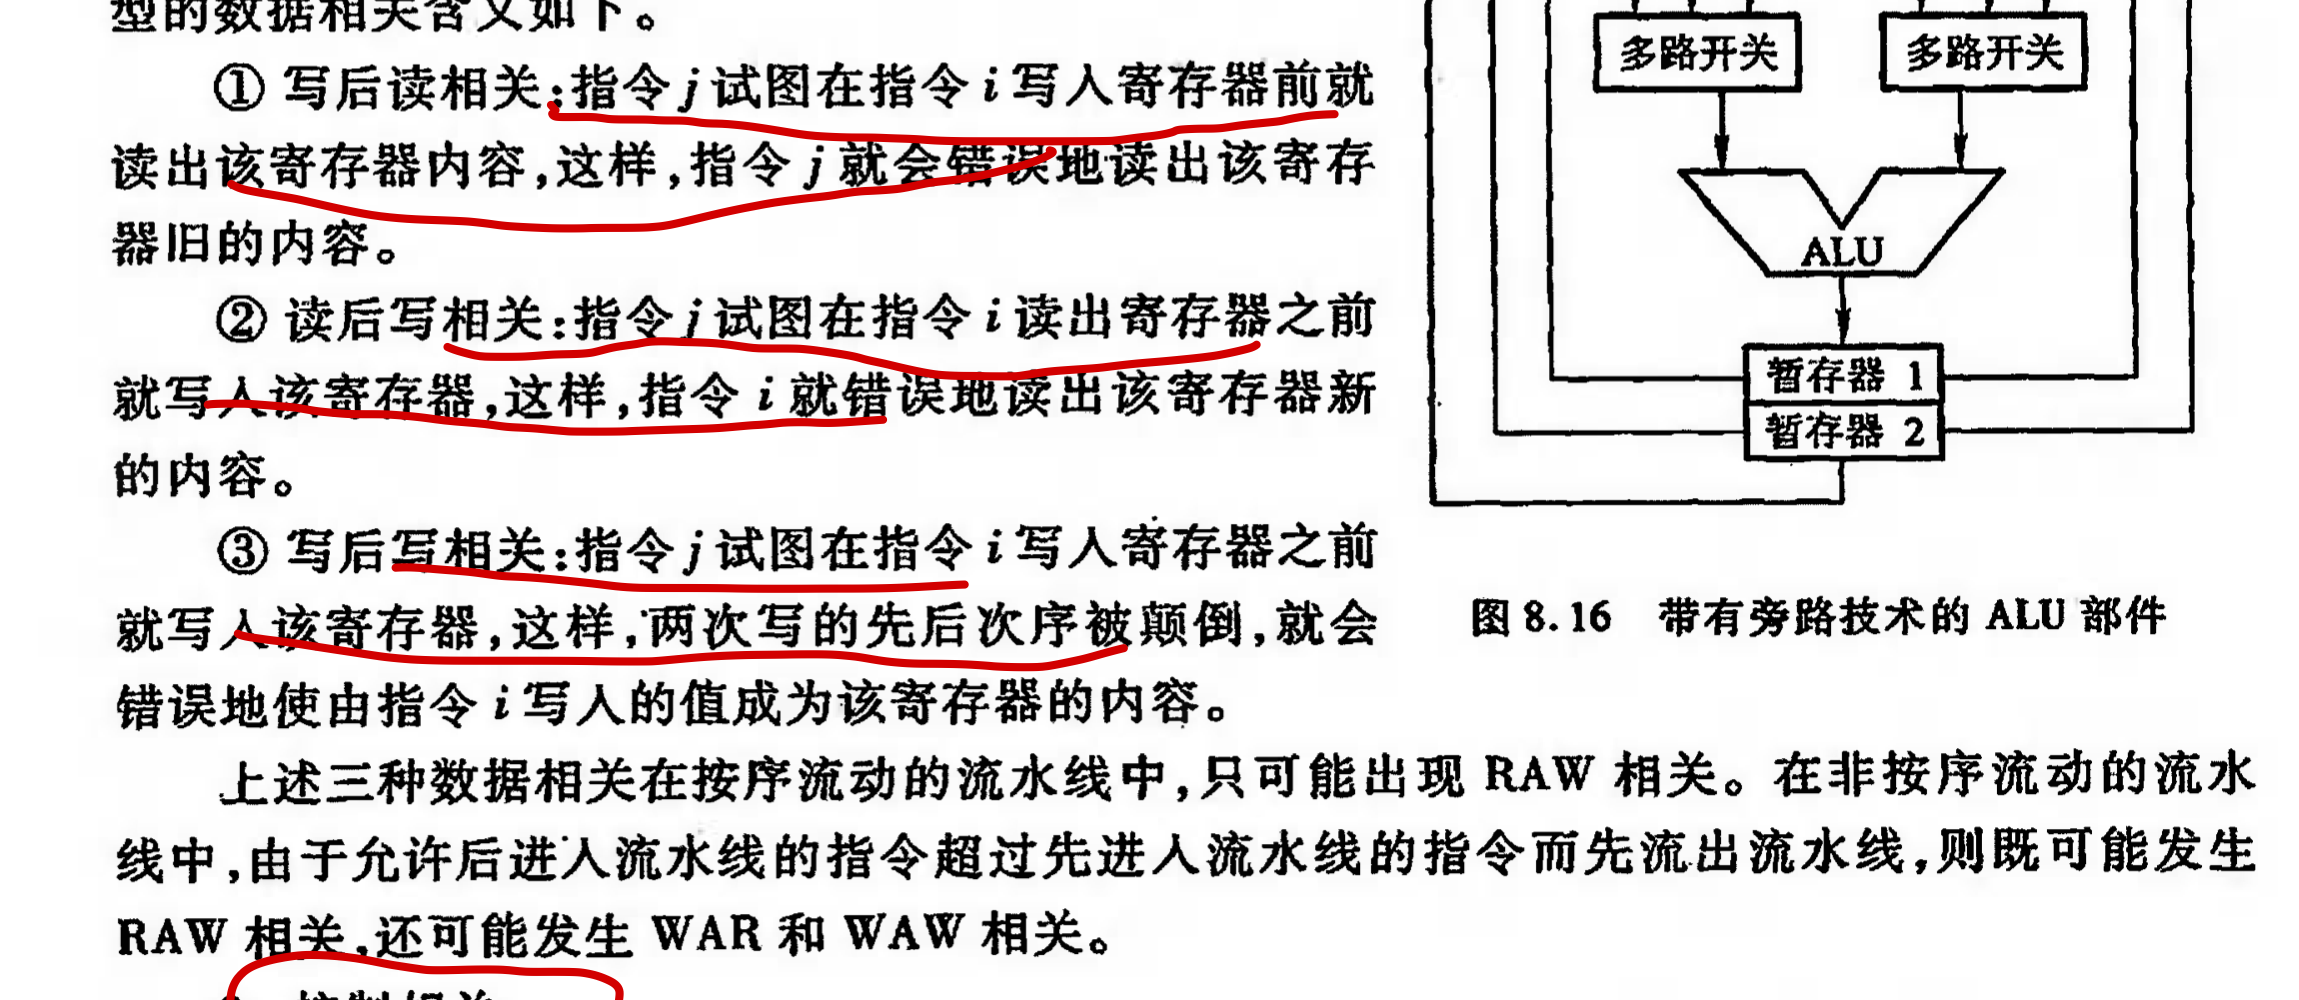 型的数据相关含义如下。
① 写后读相关:指令 j 试图在指令 i 写入寄存器前就
读出该寄存器内容,这样,指令 j 就会错误地读出该寄存
器旧的内容。
② 读后写相关:指令 j 试图在指令 i 读出寄存器之前
就写入该寄存器,这样,指令 i 就错误地读出该寄存器新
的内容。
③ 写后写相关:指令 j 试图在指令 i 写入寄存器之前
就写入该寄存器,这样,两次写的先后次序被颠倒,就会
错误地使由指令 i 写入的值成为该寄存器的内容。
多路开关
多路开关
ALU
暂存器 1
暂存器 2
图 8.16 带有旁路技术的 ALU 部件
上述三种数据相关在按序流动的流水线中,只可能出现 RAW 相关。在非按序流动的流水
线中,由于允许后进入流水线的指令超过先进入流水线的指令而先流出流水线,则既可能发生
RAW 相关,还可能发生 WAR 和 WAW 相关。
控制相关